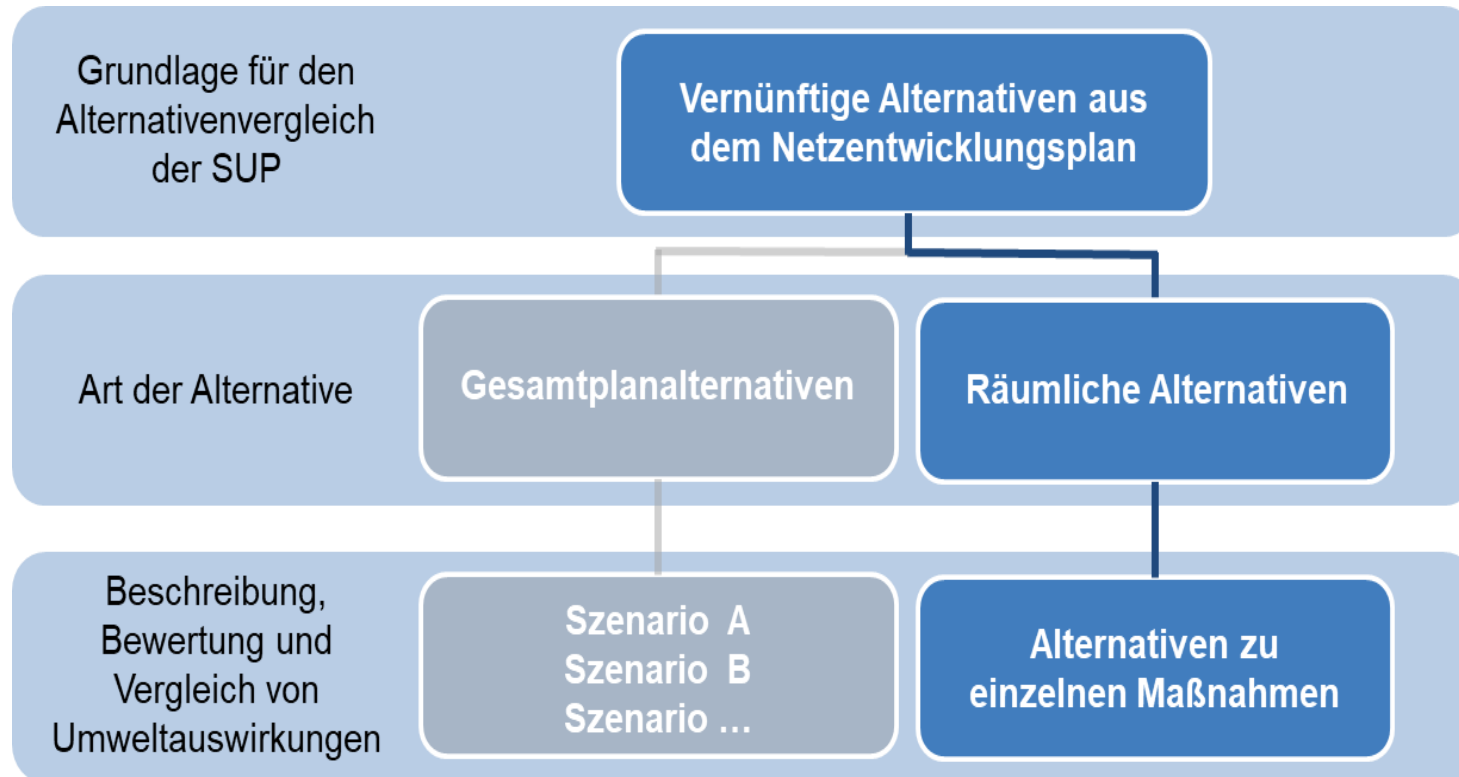 Grundlage für den
Alternativenvergleich
der SUP
Vernünftige Alternativen aus
dem Netzentwicklungsplan
Art der Alternative
Gesamtplanalternativen
Räumliche Alternativen
Beschreibung,
Bewertung und
Vergleich von
Umweltauswirkungen
Szenario A
Szenario B
Szenario ...
Alternativen zu
einzelnen Maßnahmen